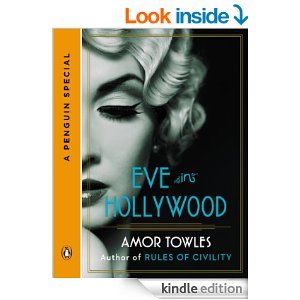 Look inside
A PENGUIN SPECIAL
EVE in
HOLLYWOOD
AMOR TOWLES
Author of RULES OF CIVILITY
kindle edition